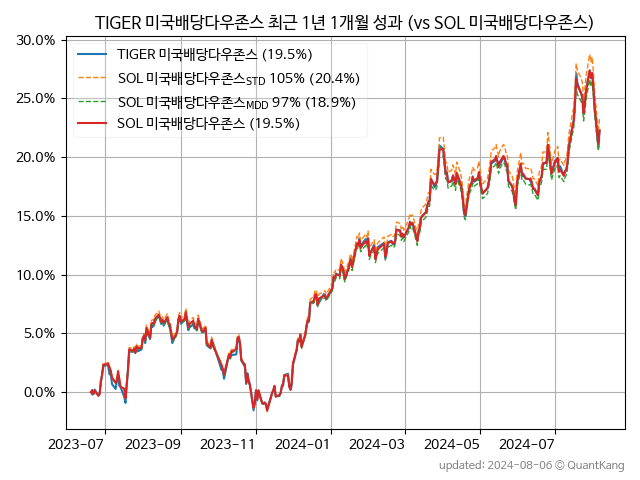 TIGER 미국배당다우존스 최근 1년 1개월 성과 (vs SOL 미국배당다우존스)
30.0%
25.0%
20.0%
15.0%
10.0%
5.0%
0.0%
TIGER 미국배당다우존스 (19.5%)
SOL 미국배당다우존스STD 105% (20.4%)
SOL 미국배당다우존스MDD 97% (18.9%)
SOL 미국배당다우존스 (19.5%)
2023-07 2023-09 2023-11 2024-01 2024-03 2024-05 2024-07
updated: 2024-08-06 © QuantKang